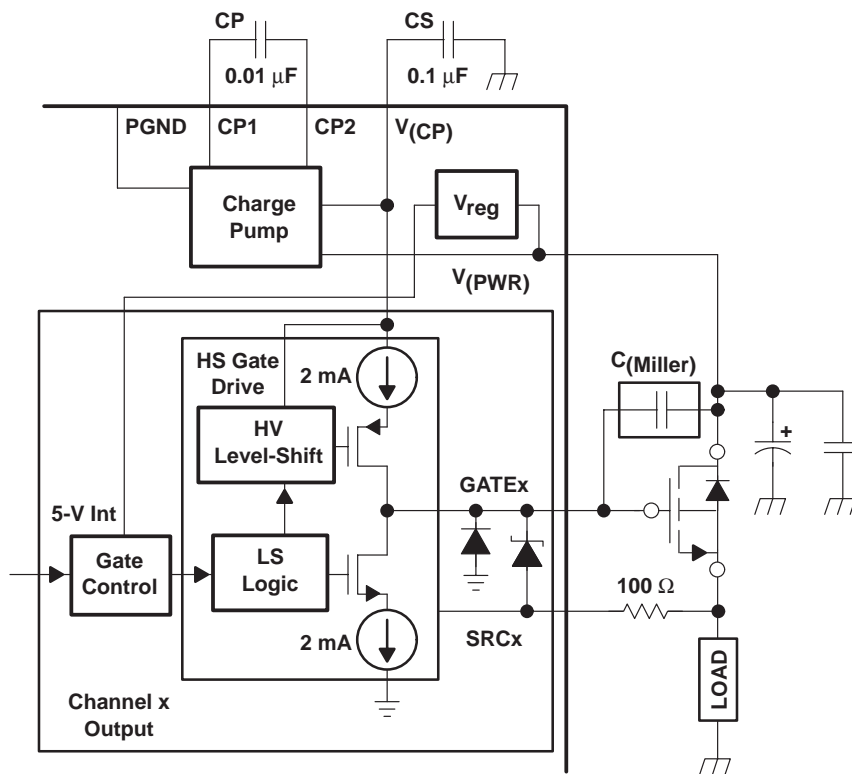 CP
CS
0.01 μF
0.1 μF
PGND
CP1
CP2
V(CP)
Charge
Pump
Vreg
V(PWR)
HS Gate
Drive
2 mA
C(Miller)
HV
Level-Shift
GATEx
+
5-V Int
Gate
Control
LS
Logic
100 Ω
2 mA
SRCx
LOAD
Channel x
Output